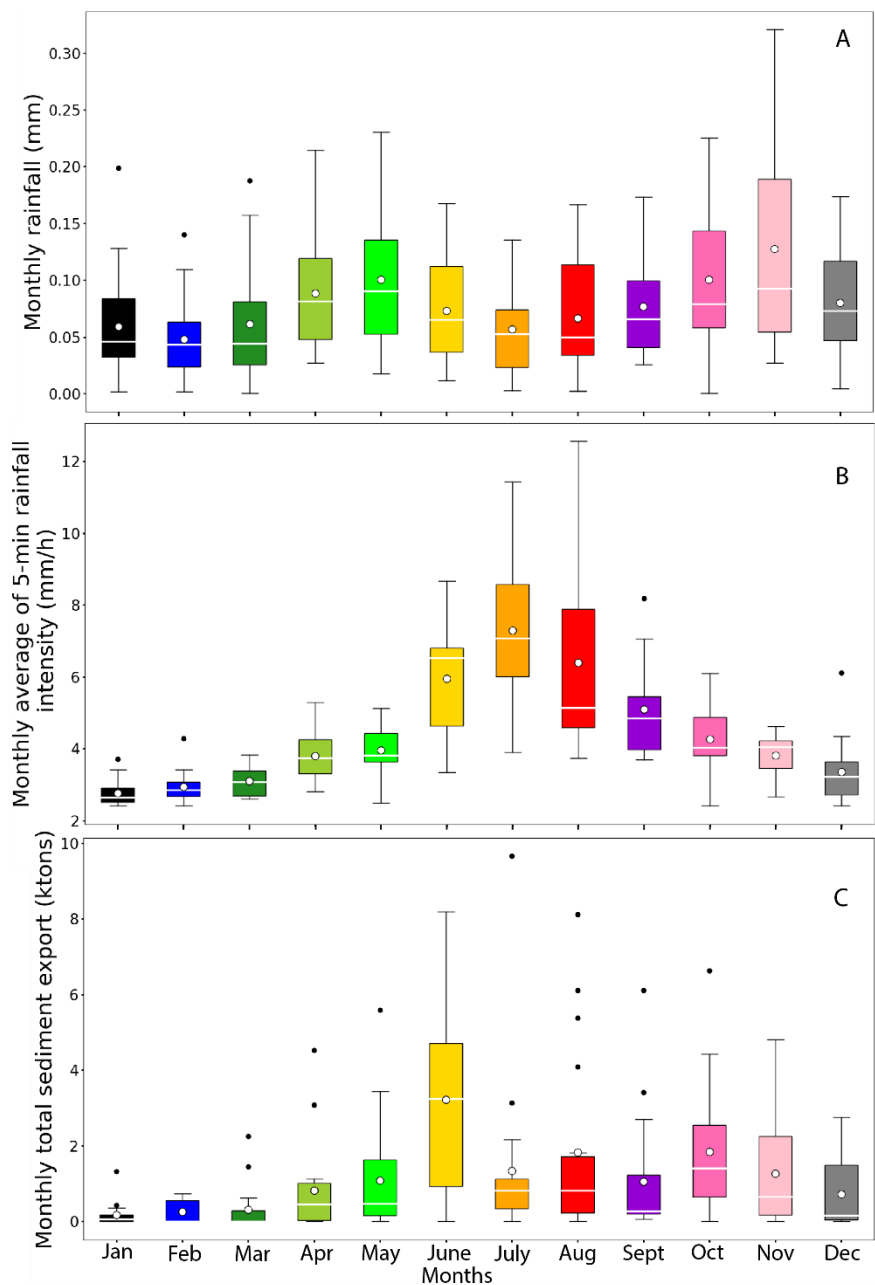 A
Monthly rainfall (mm)
0.30
0.25
0.20
0.15
0.10
0.05
0.00
B
Monthly average of 5-min rainfall
intensity (mm/h)
12
10
8
6
4
2
C
Monthly total sediment export (ktons)
10
8
6
4
2
0
Jan Feb Mar Apr May June July Aug Sept Oct Nov Dec
Months